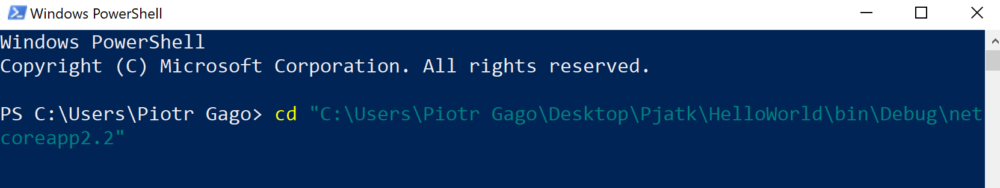 Windows PowerShell
Windows PowerShell
Copyright (C) Microsoft Corporation. All rights reserved.
PS C:\Users\Piotr Gago> cd "C:\Users\Piotr Gago\Desktop\Pjatk\HelloWorld\bin\Debug\net
coreapp2.2"